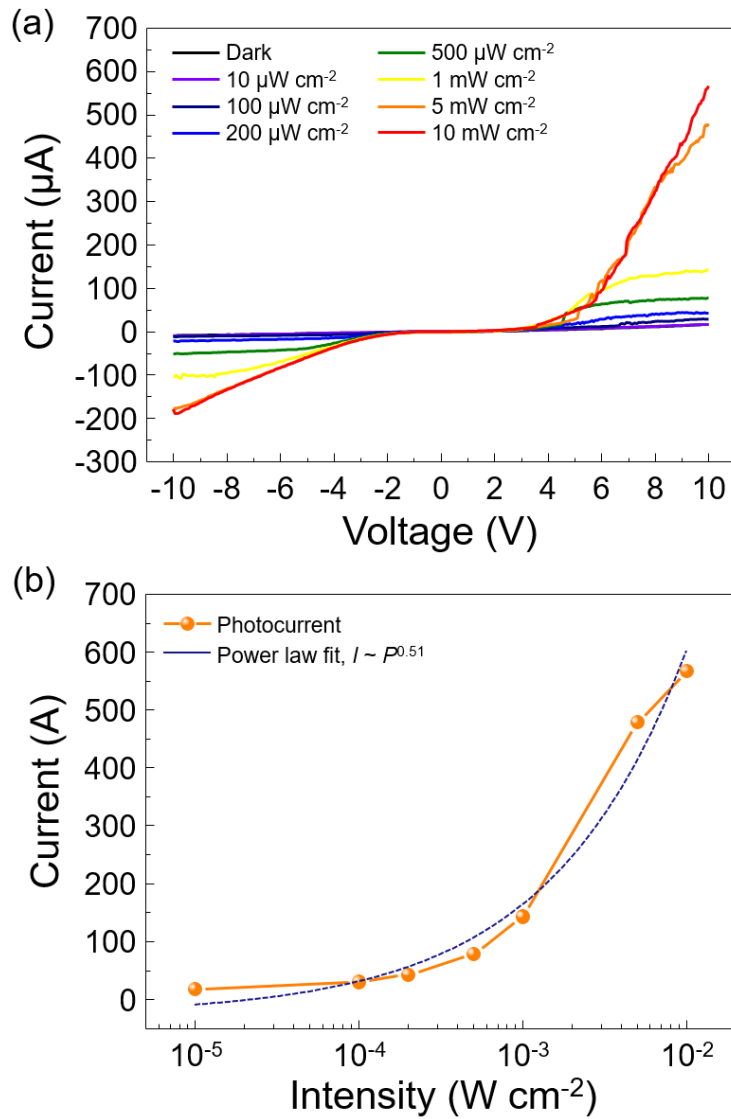 (a)
700
600
500
400
300
200
100
0
-100
-200
-300
Current (µA)
Dark
10 µW cm-2
100 µW cm-2
200 µW cm-2
500 µW cm-2
1 mW cm-2
5 mW cm-2
10 mW cm-2
-10 -8 -6 -4 -2 0 2 4 6 8 10
Voltage (V)
(b)
700
600
500
400
300
200
100
0
Current (A)
Photocurrent
Power law fit, I ~ P0.51
10-5 10-4 10-3 10-2
Intensity (W cm-2)